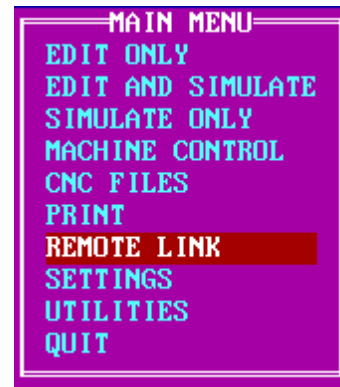 MAIN MENU
EDIT ONLY
EDIT AND SIMULATE
SIMULATE ONLY
MACHINE CONTROL
CNC FILES
PRINT
REMOTE LINK
SETTINGS
UTILITIES
QUIT